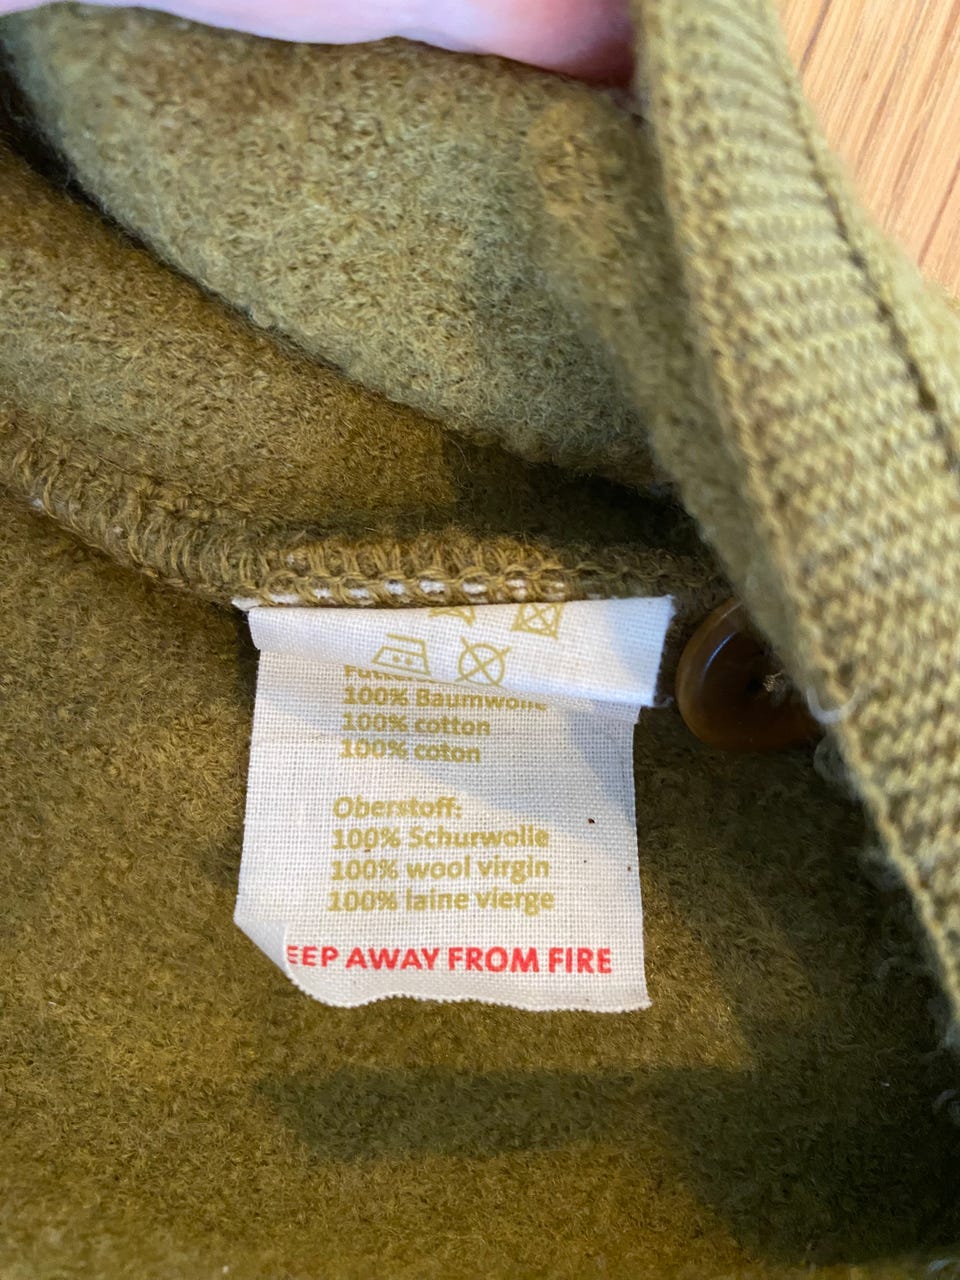 100% Baumwolle
100% cotton
100% coton
Oberstoff:
100% Schurwolle
100% wool virgin
100% laine vierge
EEP AWAY FROM FIRE